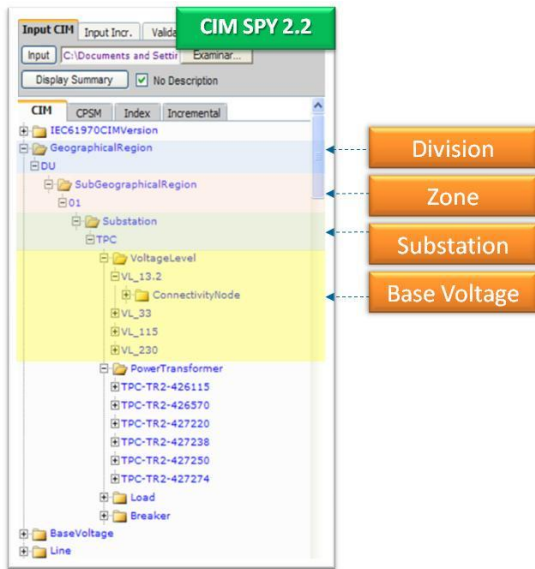 CIM SPY 2.2
Input CIM Input Incr. Valida
Input C:\Documents and Settir Examinar...
Display Summary No Description
CIM CPSM Index Incremental
IEC61970CIMVersion
GeographicalRegion
DU
SubGeographicalRegion
01
Substation
TPC
VoltageLevel
VL_13.2
ConnectivityNode
VL_33
VL_115
VL_230
PowerTransformer
TPC-TR2-426115
TPC-TR2-426570
TPC-TR2-427220
TPC-TR2-427238
TPC-TR2-427250
TPC-TR2-427274
Load
Breaker
BaseVoltage
Line
Division
Zone
Substation
Base Voltage